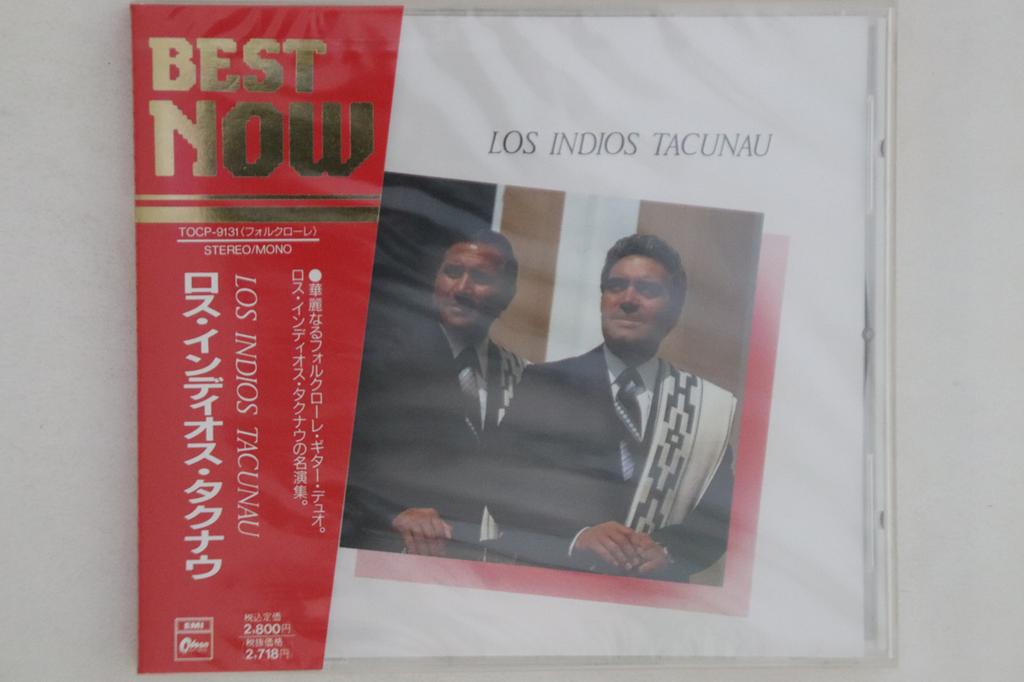 BEST
NOW
TOCP-9131(フォルクローレ)
STEREO/MONO
●華麗なるフォルクローレ・ギター・デュオ。
ロス・インディオス・タクナウの名演集。
LOS INDIOS TACUNAU
ロス・インディオス・タクナウ
EMI
Odeon
税込定価
2,800円
税抜価格
2,718円
LOS INDIOS TACUNAU